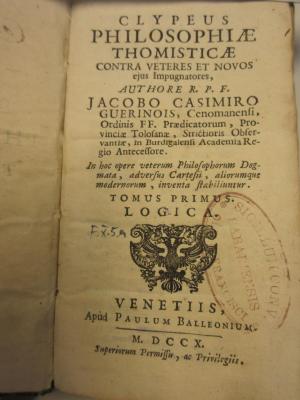 CLYPEUS
PHILOSOPHIÆ
THOMISTICÆ
CONTRA VETERES ET NOVOS
ejus Impugnatores,
AUTHORE R. P. F.
JACOBO CASIMIRO
GUERINOIS, Cenomanensi,
Ordinis FF. Prædicatorum, Pro-
vinciæ Tolosanæ, Strictioris Obser-
vantiæ, in Burdigalensi Academia Re-
gio Antecessore.
In hoc opere veterum Philosophorum Dog-
mata, adversus Cartesii, aliorumque
modernorum, inventa stabiliuntur.
TOMUS PRIMUS.
LOGICA.
VENETIIS,
Apud PAULUM BALLEONIUM.
M. DCC X.
Superiorum Permissu, ac Privilegiis.